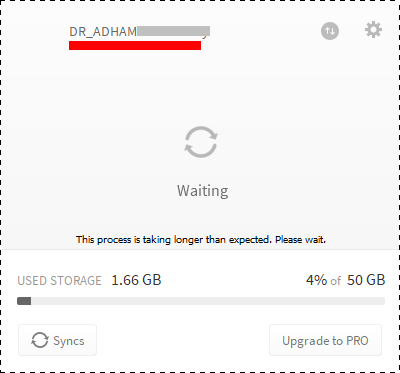 DR_ADHAM
Waiting
This process is taking longer than expected. Please wait.
USED STORAGE 1.66 GB 4% of 50 GB
Syncs Upgrade to PRO